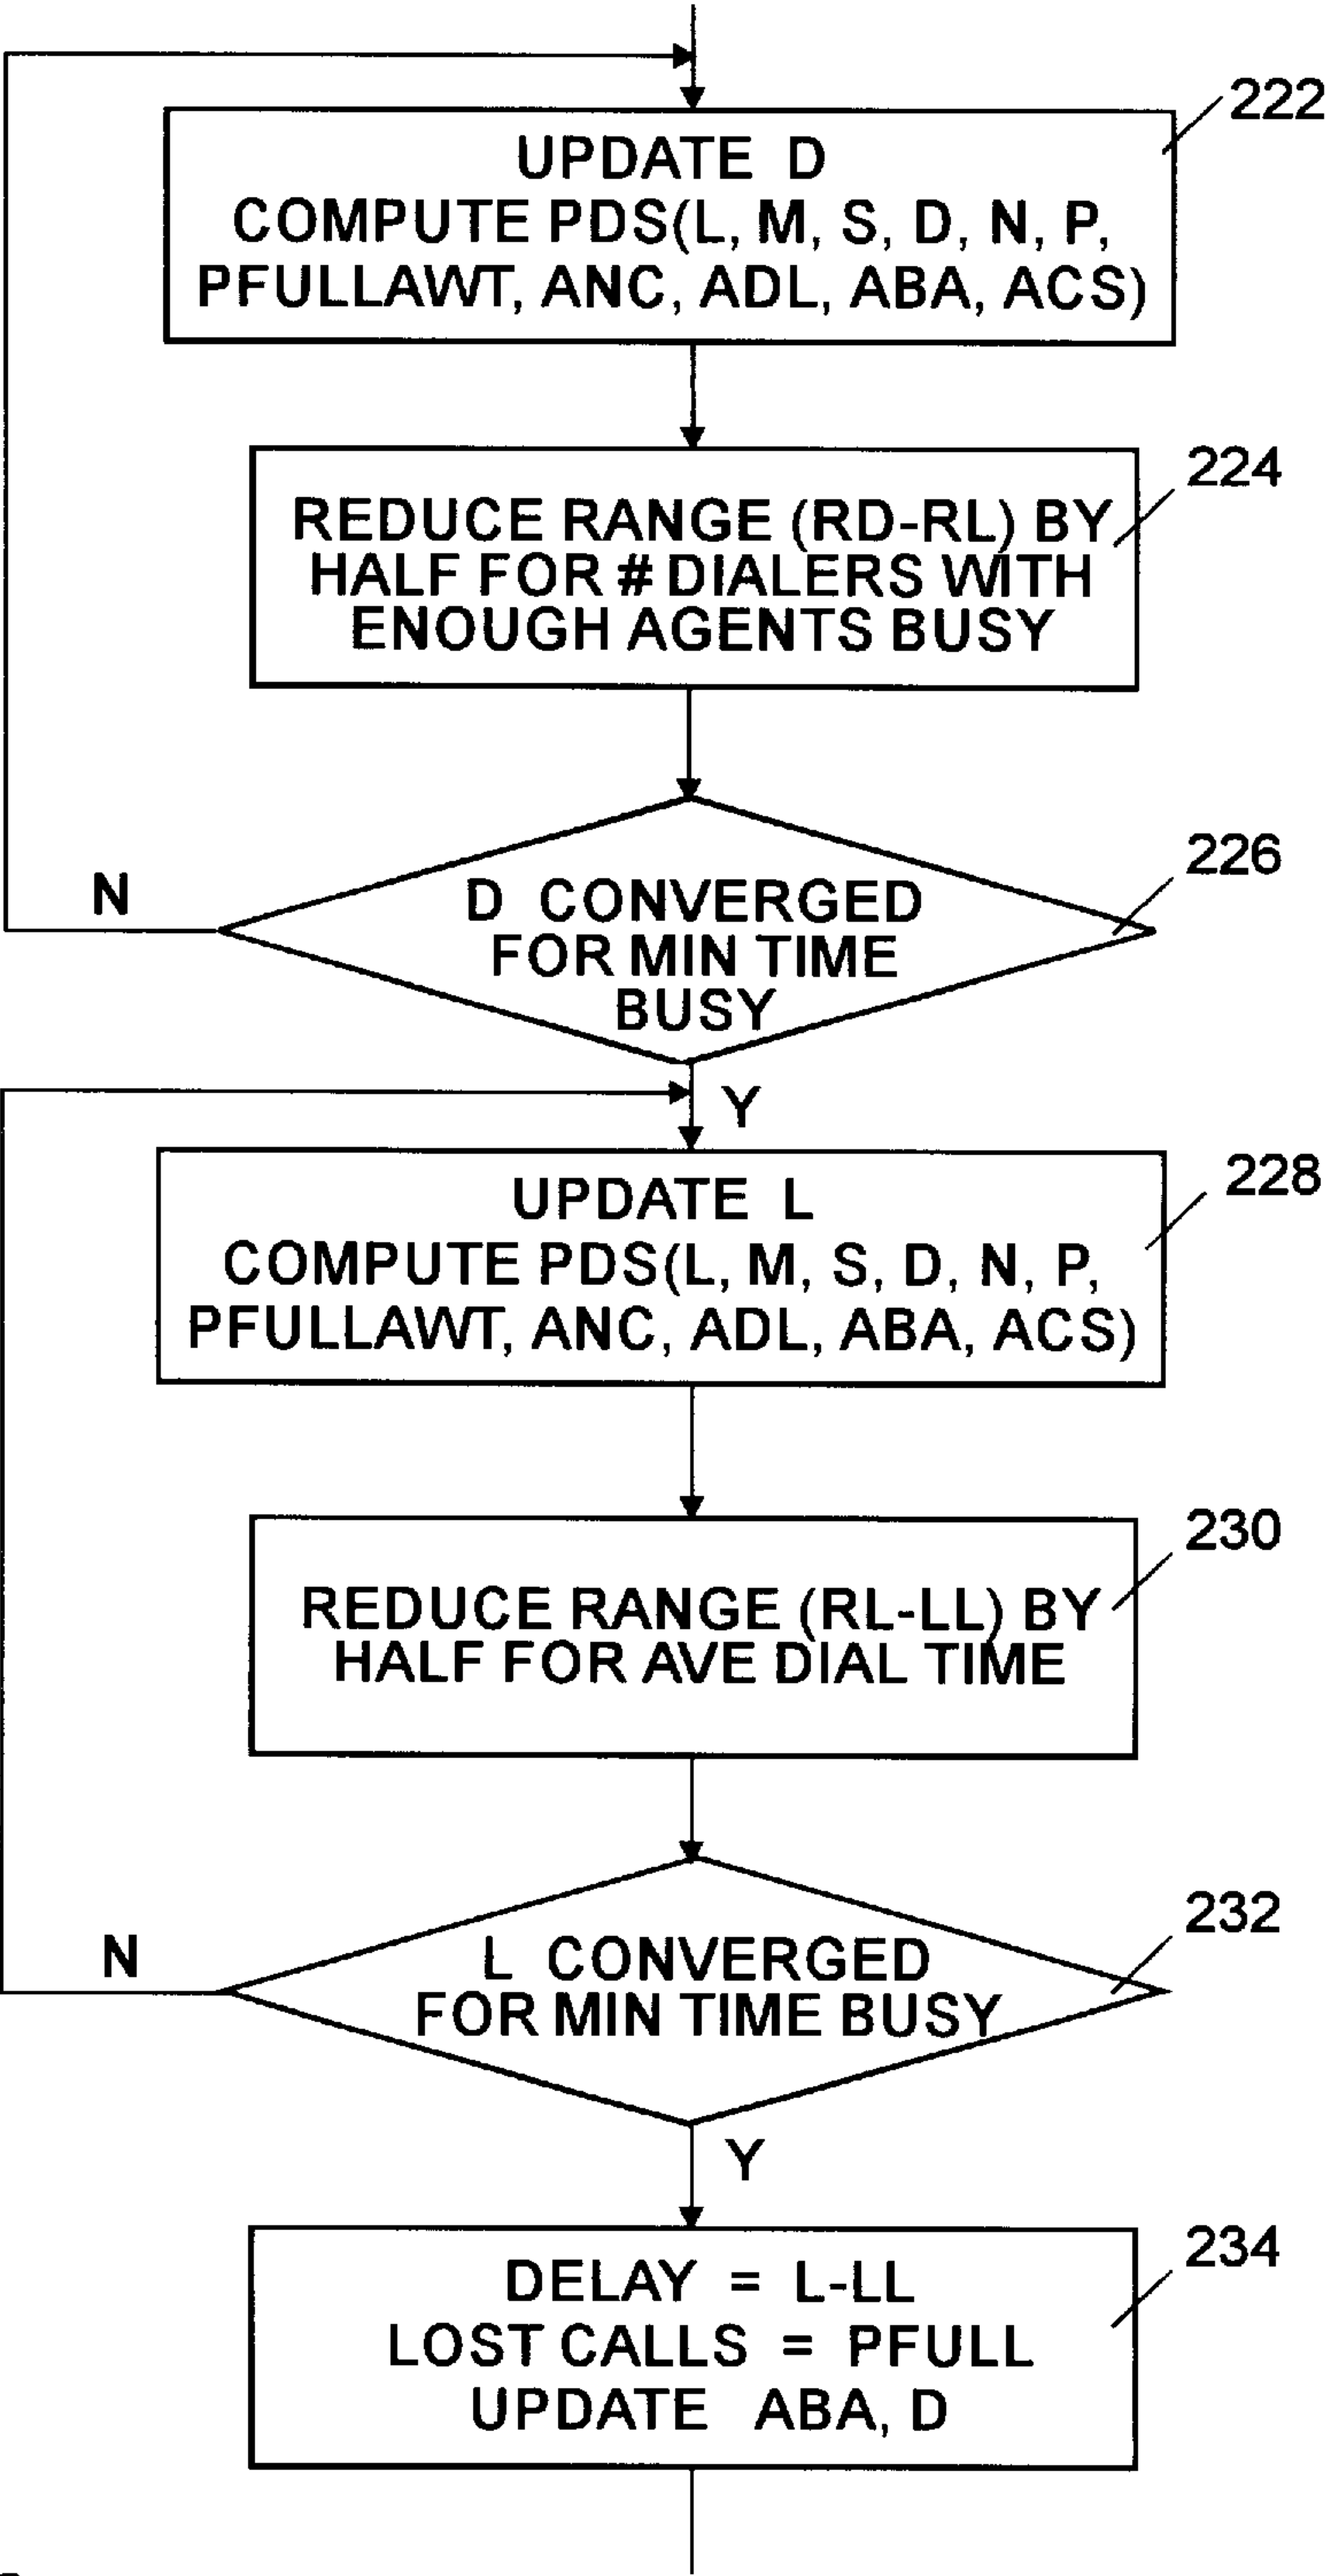 222
UPDATE D
COMPUTE PDS(L, M, S, D, N, P,
PFULLAWT, ANC, ADL, ABA, ACS)
224
REDUCE RANGE (RD-RL) BY
HALF FOR # DIALERS WITH
ENOUGH AGENTS BUSY
226
N
D CONVERGED
FOR MIN TIME
BUSY
Y
228
UPDATE L
COMPUTE PDS(L, M, S, D, N, P,
PFULLAWT, ANC, ADL, ABA, ACS)
230
REDUCE RANGE (RL-LL) BY
HALF FOR AVE DIAL TIME
232
N
L CONVERGED
FOR MIN TIME BUSY
Y
234
DELAY = L-LL
LOST CALLS = PFULL
UPDATE ABA, D